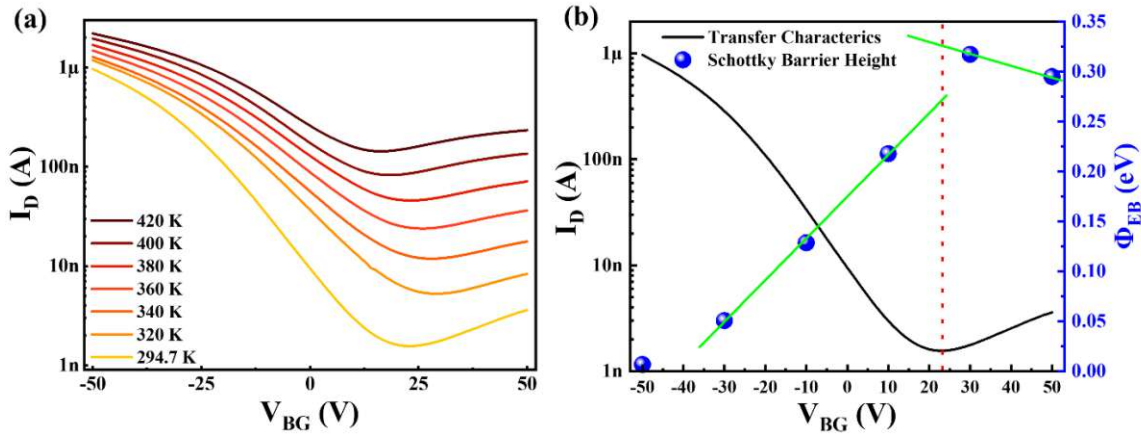 (a)
I_D (A)
1μ
100n
10n
1n
420 K
400 K
380 K
360 K
340 K
320 K
294.7 K
-50 -25 0 25 50
V_BG (V)
(b)
Transfer Characterics
Schottky Barrier Height
I_D (A)
1μ
100n
10n
1n
0.35
0.30
0.25
0.20
0.15
0.10
0.05
0.00
Φ_EB (eV)
-50 -40 -30 -20 -10 0 10 20 30 40 50
V_BG (V)